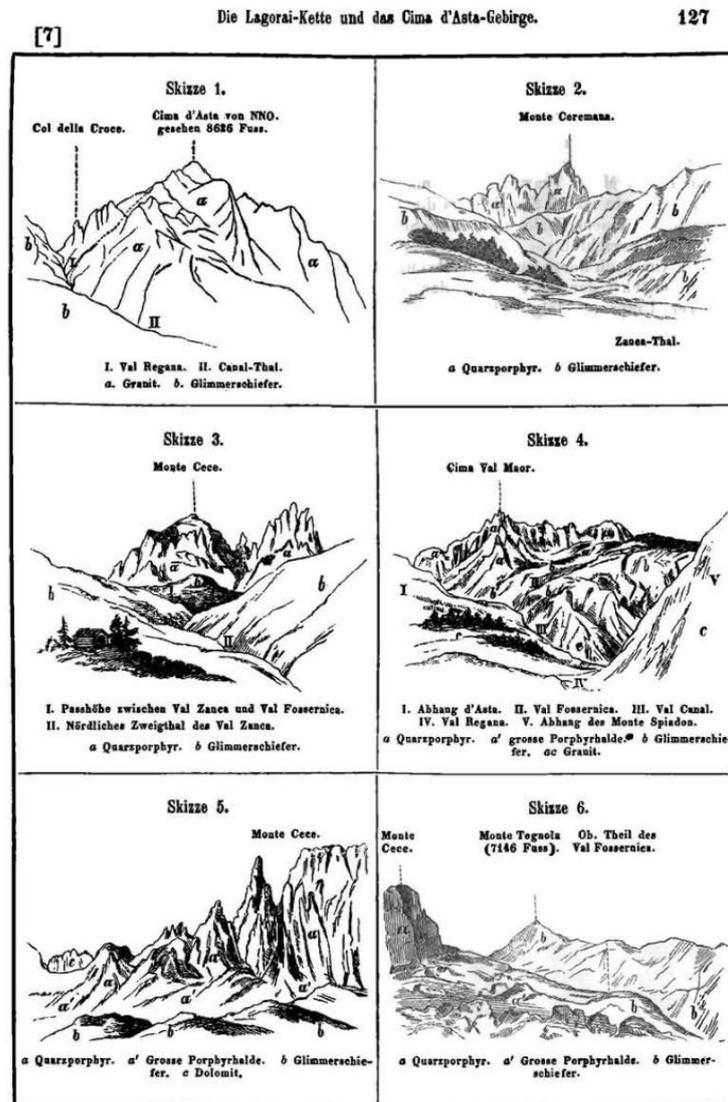 Die Lagorai-Kette und das Cima d'Asta-Gebirge. 127
[7]
Skizze 1.
Cima d'Asta von NNO.
Col della Croce. gesehen 8626 Fuss.
a
a
a
b
I
b
II
I. Val Regana. II. Canal-Thal.
a. Granit. b. Glimmerschiefer.
Skizze 2.
Monte Ceremana.
a
a
b
b
b
b
Zanca-Thal.
a Quarzporphyr. b Glimmerschiefer.
Skizze 3.
Monte Cece.
a
a
b
b
I
II
I. Passhöhe zwischen Val Zanca und Val Fossernica.
II. Nördliches Zweigthal des Val Zanca.
a Quarzporphyr. b Glimmerschiefer.
Skizze 4.
Cima Val Maor.
a
a
a
I
b
V
III
c
IV
I. Abhang d'Asta. II. Val Fossernica. III. Val Canal.
IV. Val Regana. V. Abhang des Monte Spiadon.
a Quarzporphyr. a' grosse Porphyrhalde. b Glimmerschie-
fer. ac Granit.
Skizze 5.
Monte Cece.
c
a
a
a'
a'
a'
a'
b
b
b
a Quarzporphyr. a' Grosse Porphyrhalde. b Glimmerschie-
fer. c Dolomit.
Skizze 6.
Monte Monte Tognola Ob. Theil des
Cece. (7146 Fuss). Val Fossernica.
a
b
a'
b
b
a Quarzporphyr. a' Grosse Porphyrhalde. b Glimmer-
schiefer.